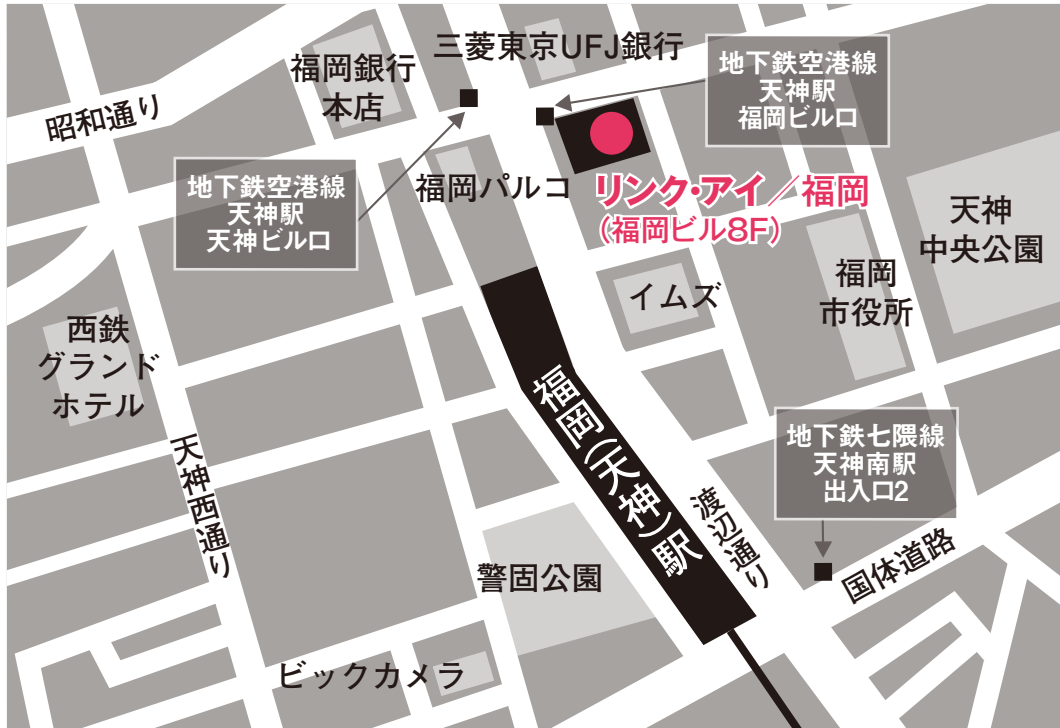 三菱東京UFJ銀行
福岡銀行
本店
地下鉄空港線
天神駅
福岡ビル口
昭和通り
地下鉄空港線
天神駅
天神ビル口
福岡パルコ
リンク・アイ/福岡
(福岡ビル8F)
天神
中央公園
福岡
市役所
イムズ
西鉄
グランド
ホテル
福岡(天神)駅
地下鉄七隈線
天神南駅
出入口2
天神西通り
渡辺通り
国体道路
警固公園
ビックカメラ